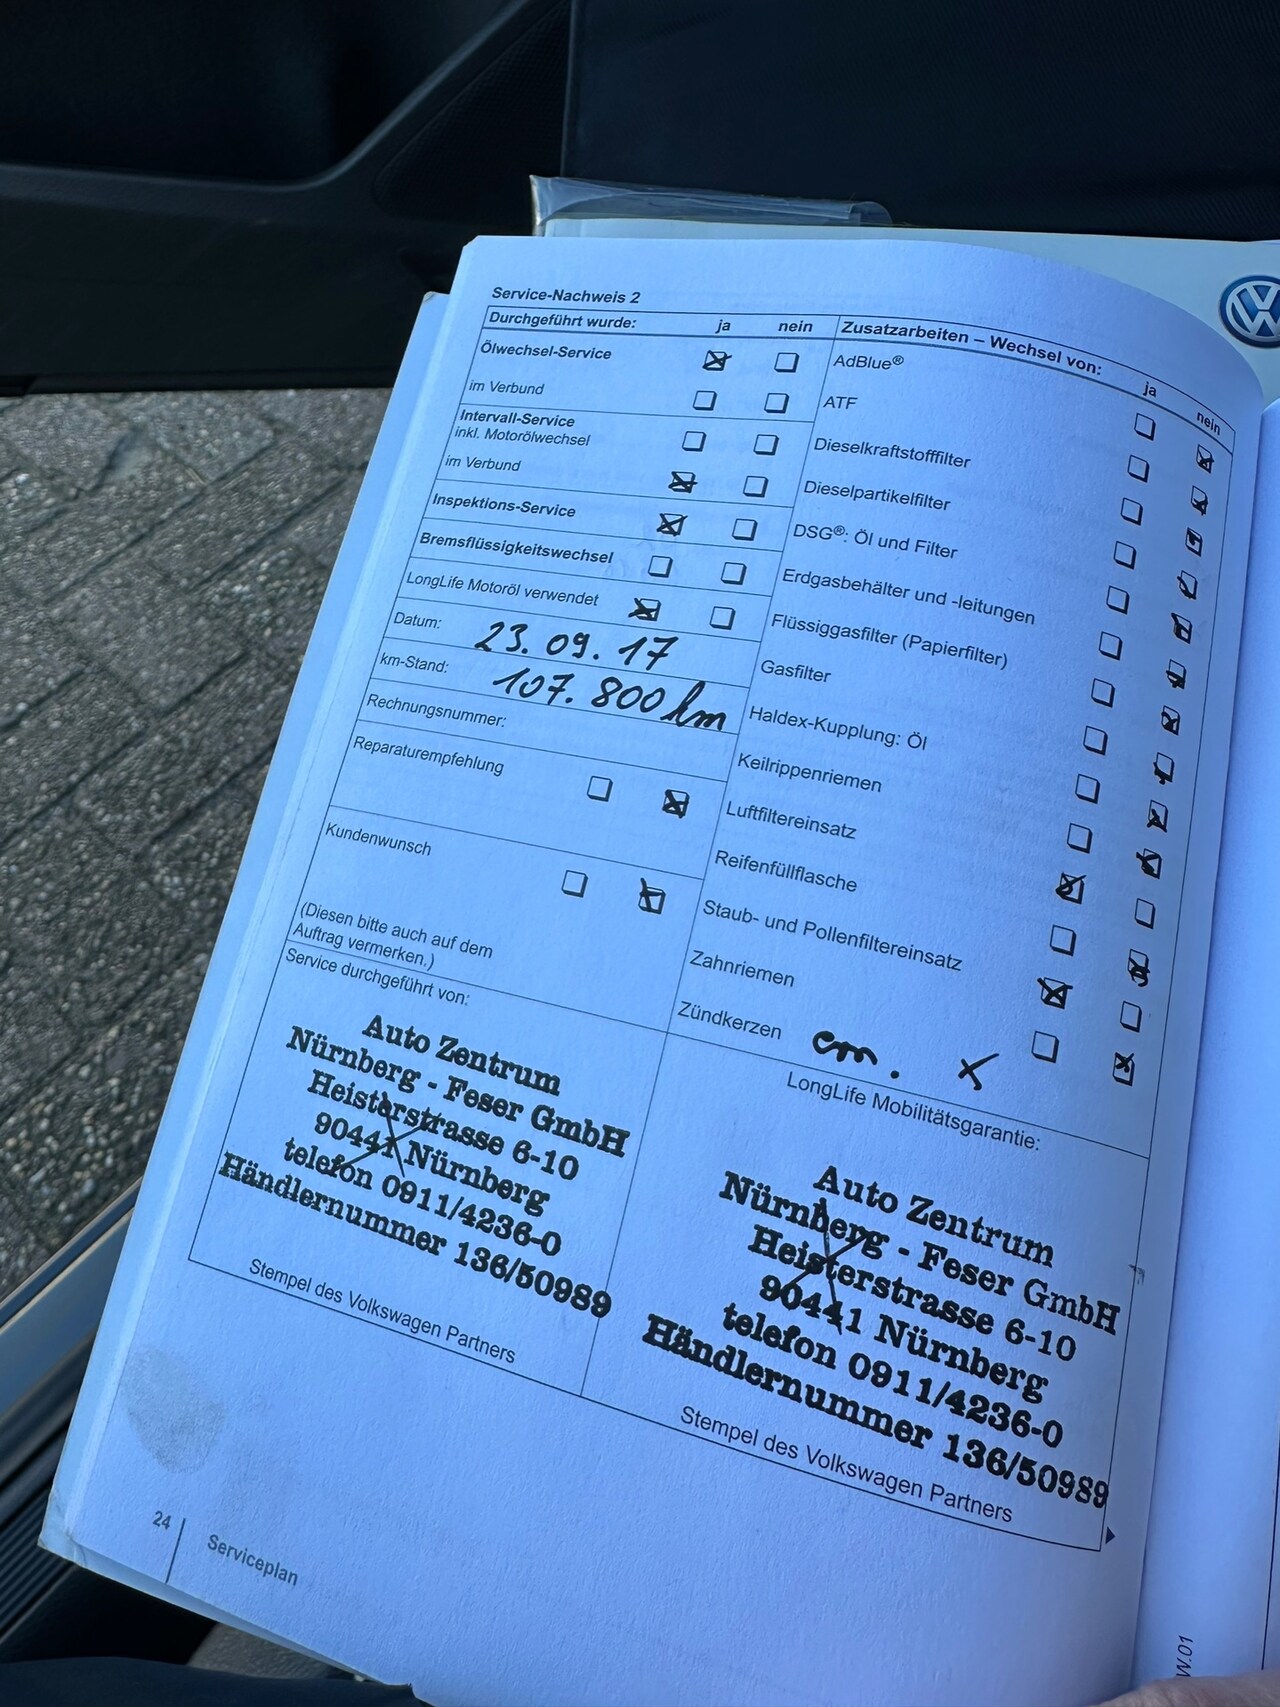 Service-Nachweis 2
Durchgeführt wurde: ja nein
Ölwechsel-Service
im Verbund
Intervall-Service
inkl. Motorölwechsel
im Verbund
Inspektions-Service
Bremsflüssigkeitswechsel
LongLife Motoröl verwendet
Datum: 23.09.17
km-Stand: 107.800 km
Rechnungsnummer:
Reparaturempfehlung
Kundenwunsch
(Diesen bitte auch auf dem
Auftrag vermerken.)
Service durchgeführt von:
Auto Zentrum
Nürnberg - Feser GmbH
Heisterstrasse 6-10
90441 Nürnberg
telefon 0911/4236-0
Händlernummer 136/50989
Stempel des Volkswagen Partners
Zusatzarbeiten – Wechsel von: ja nein
AdBlue®
ATF
Dieselkraftstofffilter
Dieselpartikelfilter
DSG®: Öl und Filter
Erdgasbehälter und -leitungen
Flüssiggasfilter (Papierfilter)
Gasfilter
Haldex-Kupplung: Öl
Keilrippenriemen
Luftfiltereinsatz
Reifenfüllflasche
Staub- und Pollenfiltereinsatz
Zahnriemen
Zündkerzen
LongLife Mobilitätsgarantie:
Auto Zentrum
Nürnberg - Feser GmbH
Heisterstrasse 6-10
90441 Nürnberg
telefon 0911/4236-0
Händlernummer 136/50989
Stempel des Volkswagen Partners
24
Serviceplan
W.01